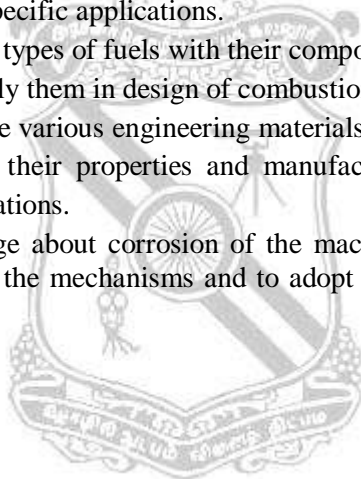 pecific applications.
types of fuels with their compo
ly them in design of combustio
e various engineering materials
their properties and manufac
ations.
ge about corrosion of the mac
the mechanisms and to adopt